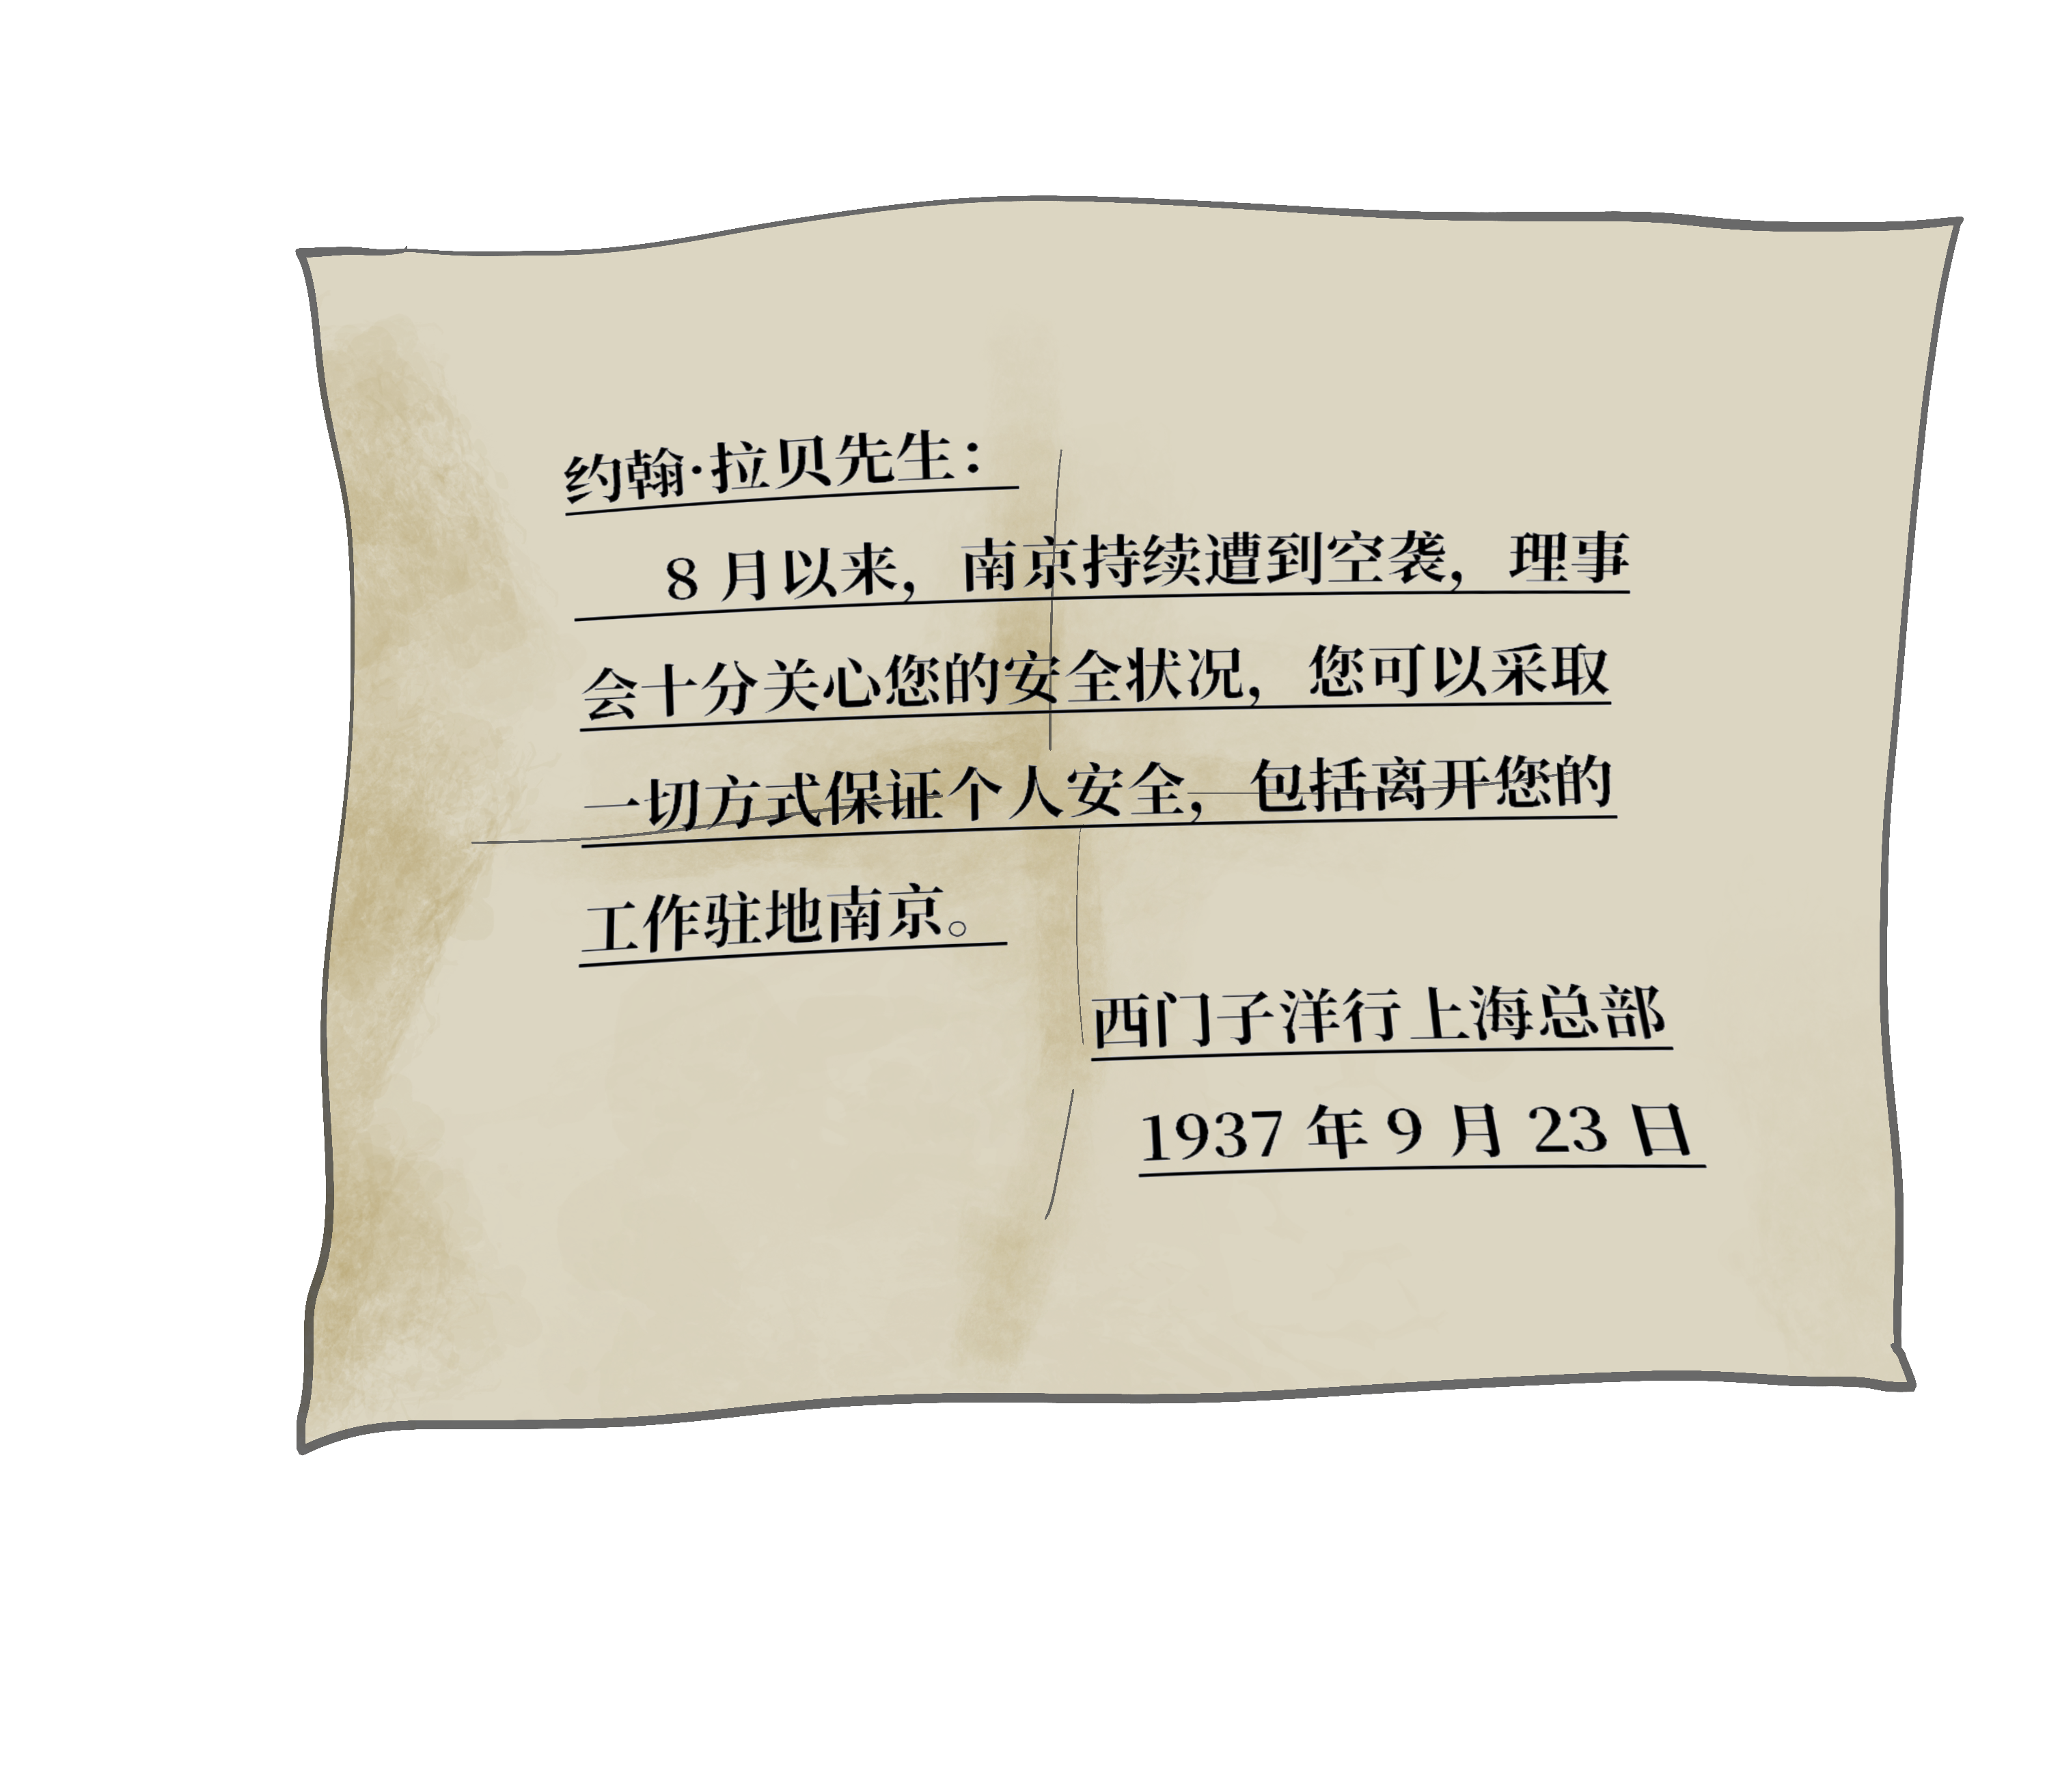 约翰·拉贝先生：
8 月以来，南京持续遭到空袭，理事
会十分关心您的安全状况，您可以采取
一切方式保证个人安全，包括离开您的
工作驻地南京。
西门子洋行上海总部
1937 年 9 月 23 日